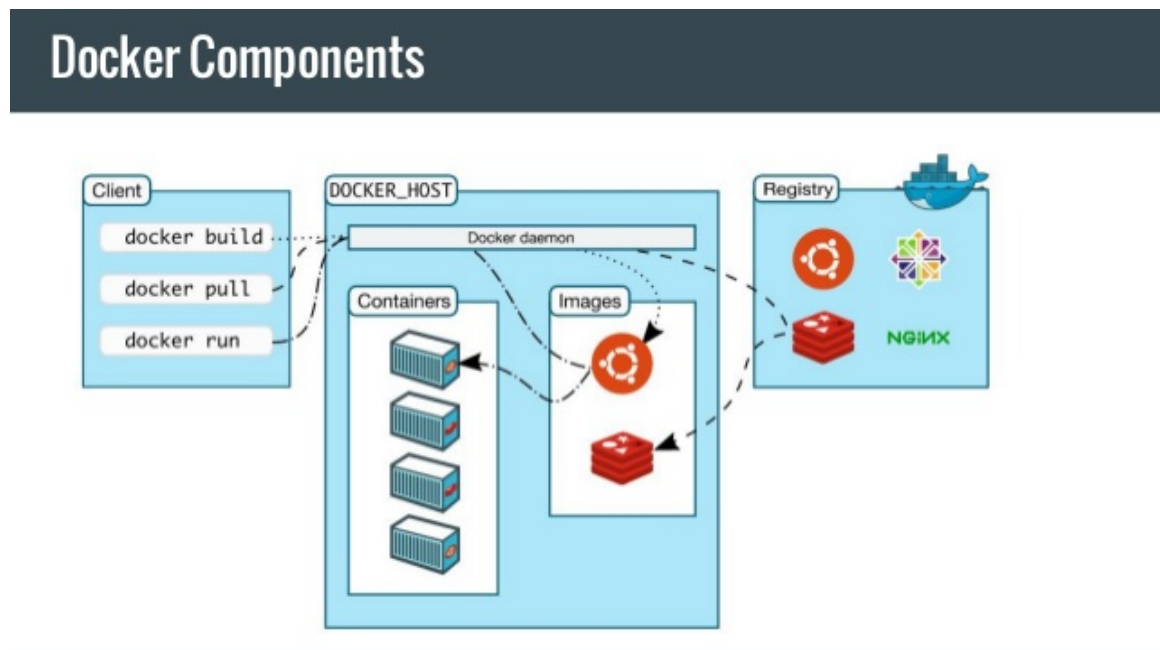 Docker Components
Client
docker build
docker pull
docker run
DOCKER_HOST
Docker daemon
Containers
Images
Registry
NGiNX